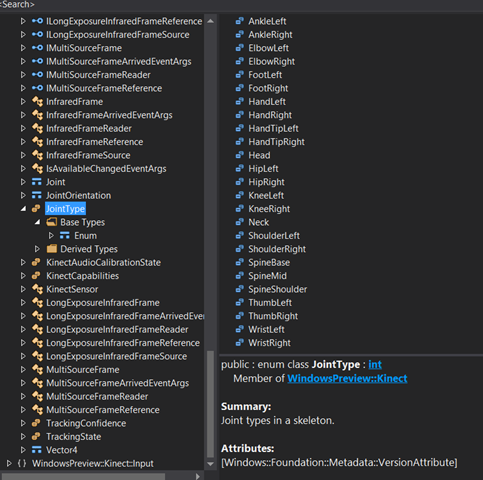 <Search>
ILongExposureInfraredFrameReference
ILongExposureInfraredFrameSource
IMultiSourceFrame
IMultiSourceFrameArrivedEventArgs
IMultiSourceFrameReader
IMultiSourceFrameReference
InfraredFrame
InfraredFrameArrivedEventArgs
InfraredFrameReader
InfraredFrameReference
InfraredFrameSource
IsAvailableChangedEventArgs
Joint
JointOrientation
JointType
Base Types
Enum
Derived Types
KinectAudioCalibrationState
KinectCapabilities
KinectSensor
LongExposureInfraredFrame
LongExposureInfraredFrameArrivedEven
LongExposureInfraredFrameReader
LongExposureInfraredFrameReference
LongExposureInfraredFrameSource
MultiSourceFrame
MultiSourceFrameArrivedEventArgs
MultiSourceFrameReader
MultiSourceFrameReference
TrackingConfidence
TrackingState
Vector4
{ } WindowsPreview::Kinect::Input
AnkleLeft
AnkleRight
ElbowLeft
ElbowRight
FootLeft
FootRight
HandLeft
HandRight
HandTipLeft
HandTipRight
Head
HipLeft
HipRight
KneeLeft
KneeRight
Neck
ShoulderLeft
ShoulderRight
SpineBase
SpineMid
SpineShoulder
ThumbLeft
ThumbRight
WristLeft
WristRight
public : enum class JointType : int
Member of WindowsPreview::Kinect
Summary:
Joint types in a skeleton.
Attributes:
[Windows::Foundation::Metadata::VersionAttribute]